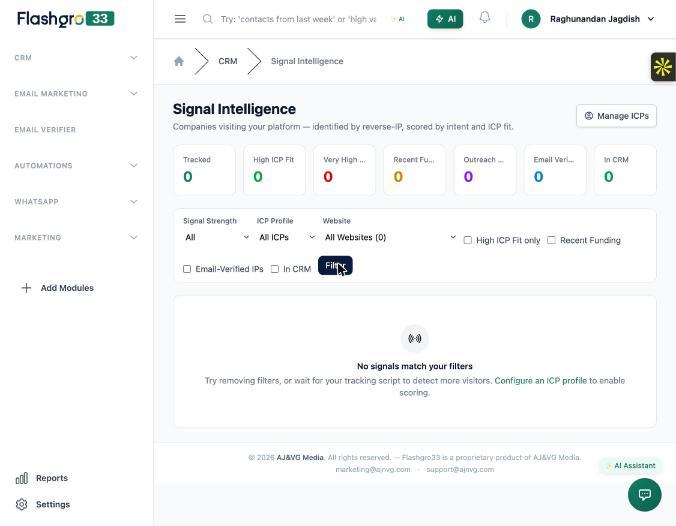 Flashgro 33
Try: 'contacts from last week' or 'high va
AI
AI
R
Raghunandan Jagdish
CRM
EMAIL MARKETING
EMAIL VERIFIER
AUTOMATIONS
WHATSAPP
MARKETING
Add Modules
Reports
Settings
CRM
Signal Intelligence
Signal Intelligence
Companies visiting your platform — identified by reverse-IP, scored by intent and ICP fit.
Manage ICPs
Tracked
0
High ICP Fit
0
Very High ...
0
Recent Fu...
0
Outreach ...
0
Email Veri...
0
In CRM
0
Signal Strength
All
ICP Profile
All ICPs
Website
All Websites (0)
High ICP Fit only
Recent Funding
Email-Verified IPs
In CRM
Filter
No signals match your filters
Try removing filters, or wait for your tracking script to detect more visitors. Configure an ICP profile to enable
scoring.
© 2026 AJ&VG Media. All rights reserved. — Flashgro33 is a proprietary product of AJ&VG Media.
marketing@ajnvg.com · support@ajnvg.com
AI Assistant